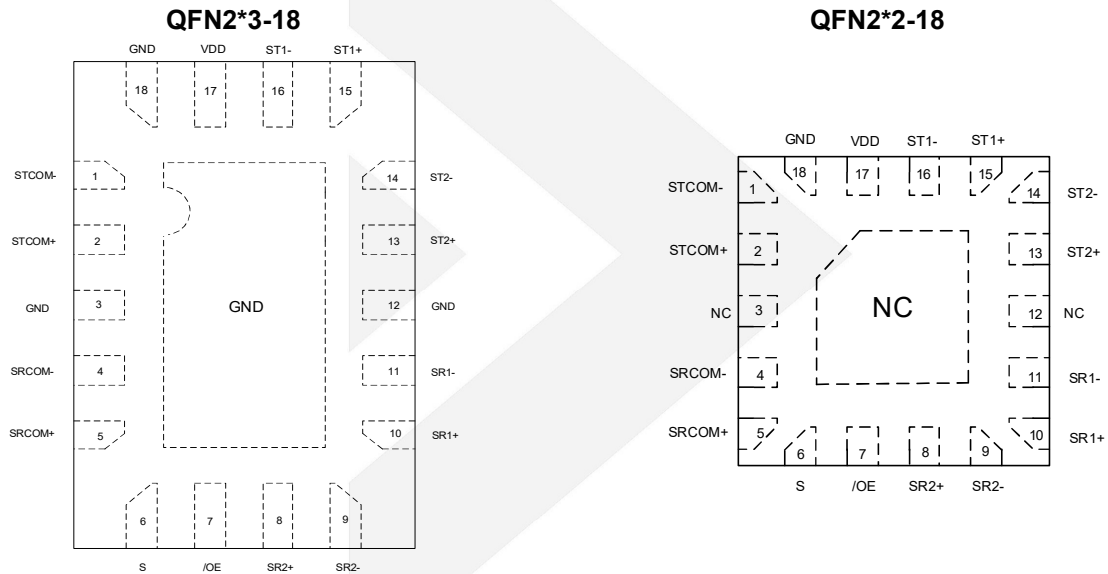 QFN2*3-18
GND VDD ST1- ST1+
18 17 16 15
STCOM- 1 14 ST2-
STCOM+ 2 13 ST2+
GND 3 GND 12 GND
SRCOM- 4 11 SR1-
SRCOM+ 5 10 SR1+
6 7 8 9
S /OE SR2+ SR2-
QFN2*2-18
GND VDD ST1- ST1+
18 17 16 15
STCOM- 1 14 ST2-
STCOM+ 2 13 ST2+
NC 3 NC 12 NC
SRCOM- 4 11 SR1-
SRCOM+ 5 10 SR1+
6 7 8 9
S /OE SR2+ SR2-